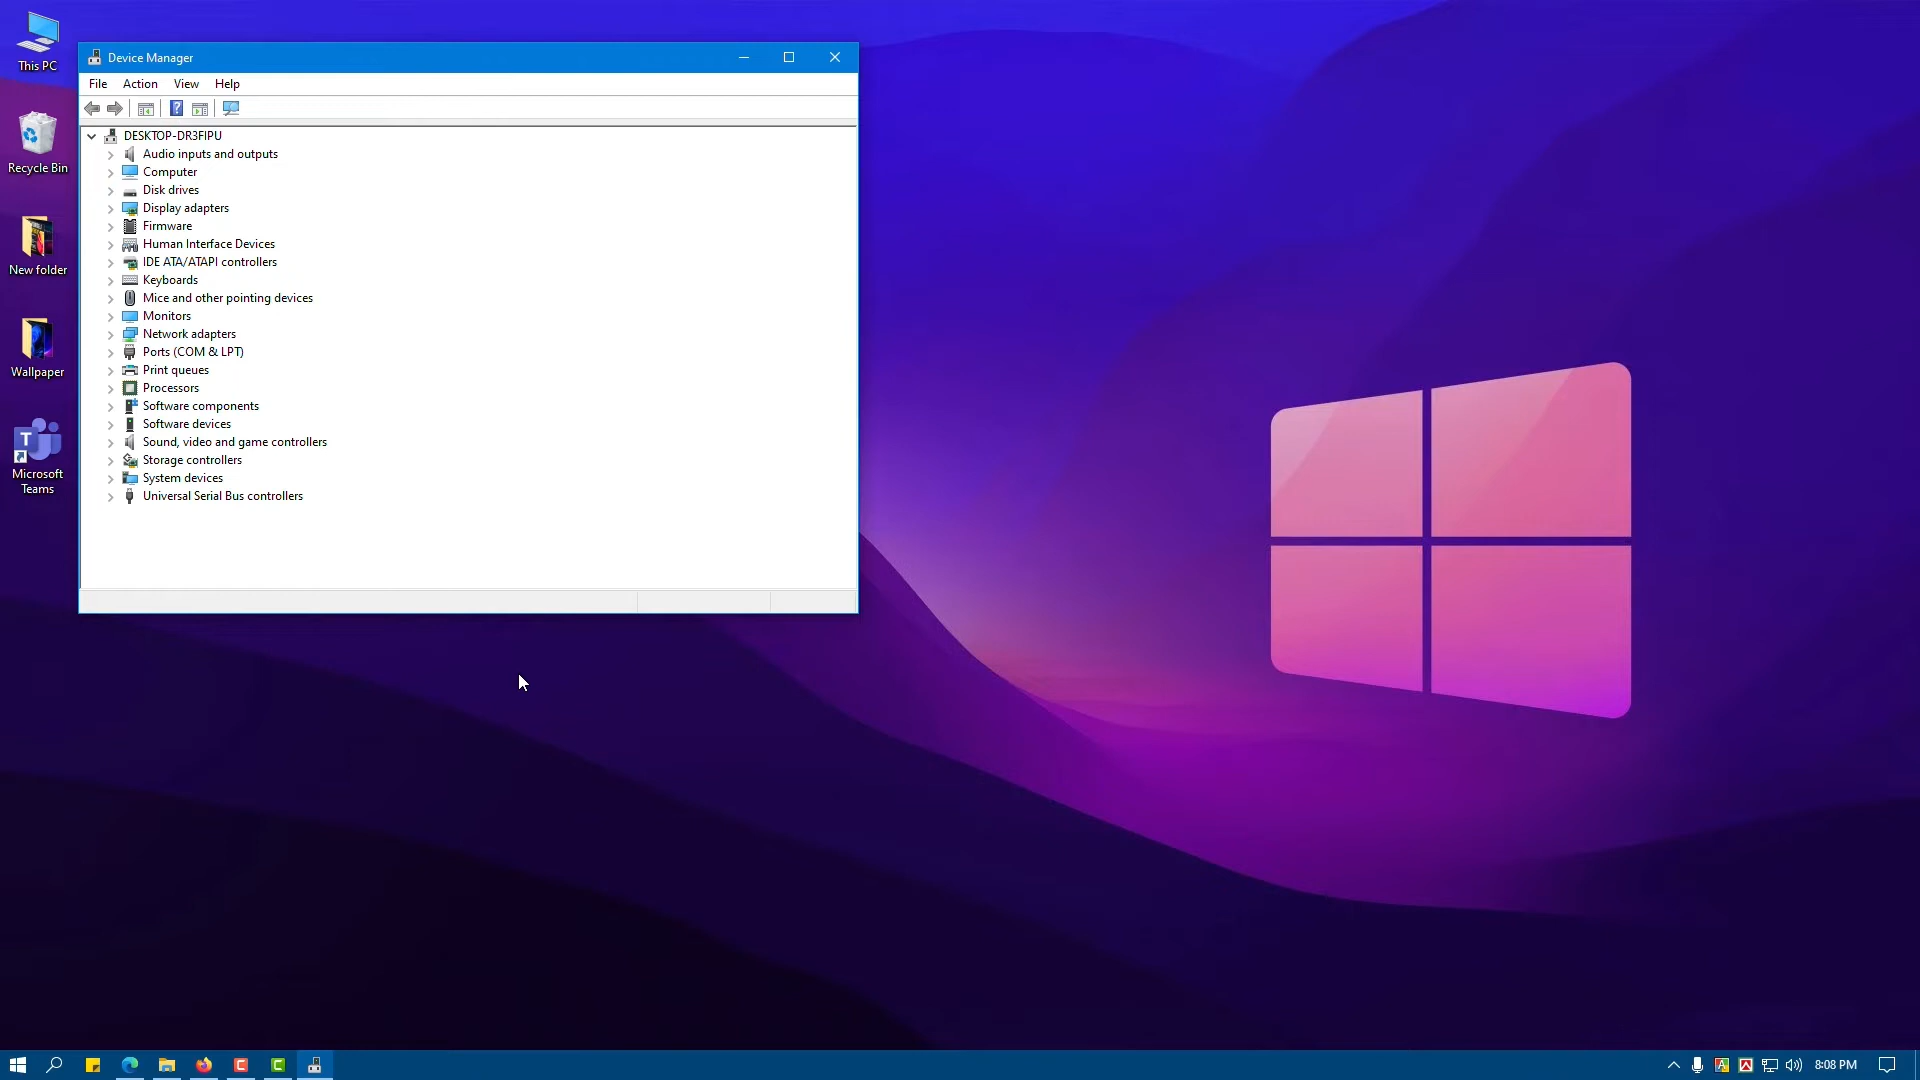 This PC
Recycle Bin
New folder
Wallpaper
Microsoft
Teams
Device Manager
File Action View Help
DESKTOP-DR3FIPU
Audio inputs and outputs
Computer
Disk drives
Display adapters
Firmware
Human Interface Devices
IDE ATA/ATAPI controllers
Keyboards
Mice and other pointing devices
Monitors
Network adapters
Ports (COM & LPT)
Print queues
Processors
Software components
Software devices
Sound, video and game controllers
Storage controllers
System devices
Universal Serial Bus controllers
8:08 PM